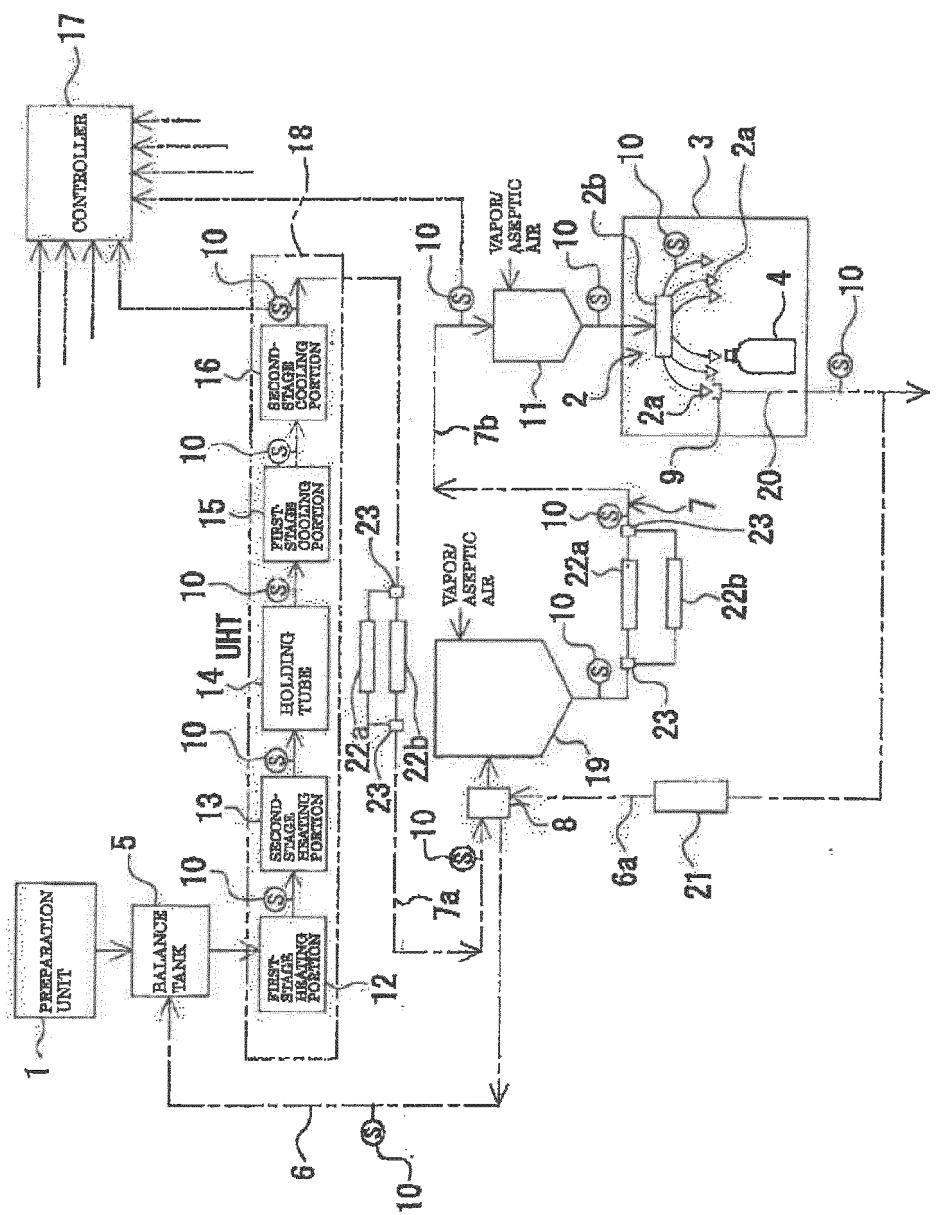 1
PREPARATION
UNIT
17
CONTROLLER
5
BALANCE
TANK
10
13
10
14
10
15
10
16
10
18
UHT
FIRST-
STAGE
HEATING
PORTION
SECOND-
STAGE
HEATING
PORTION
HOLDING
TUBE
FIRST-
STAGE
COOLING
PORTION
SECOND-
STAGE
COOLING
PORTION
S
S
S
S
S
12
6
S
10
22a
23
23
22b
7a
10
S
VAPOR/
ASEPTIC
AIR
10
S
7b
VAPOR/
ASEPTIC
AIR
8
19
10
S
22a
10
S
11
10
S
6a
23
22b
23
7
2
2b
10
S
21
9
2a
3
2a
20
4
S
10